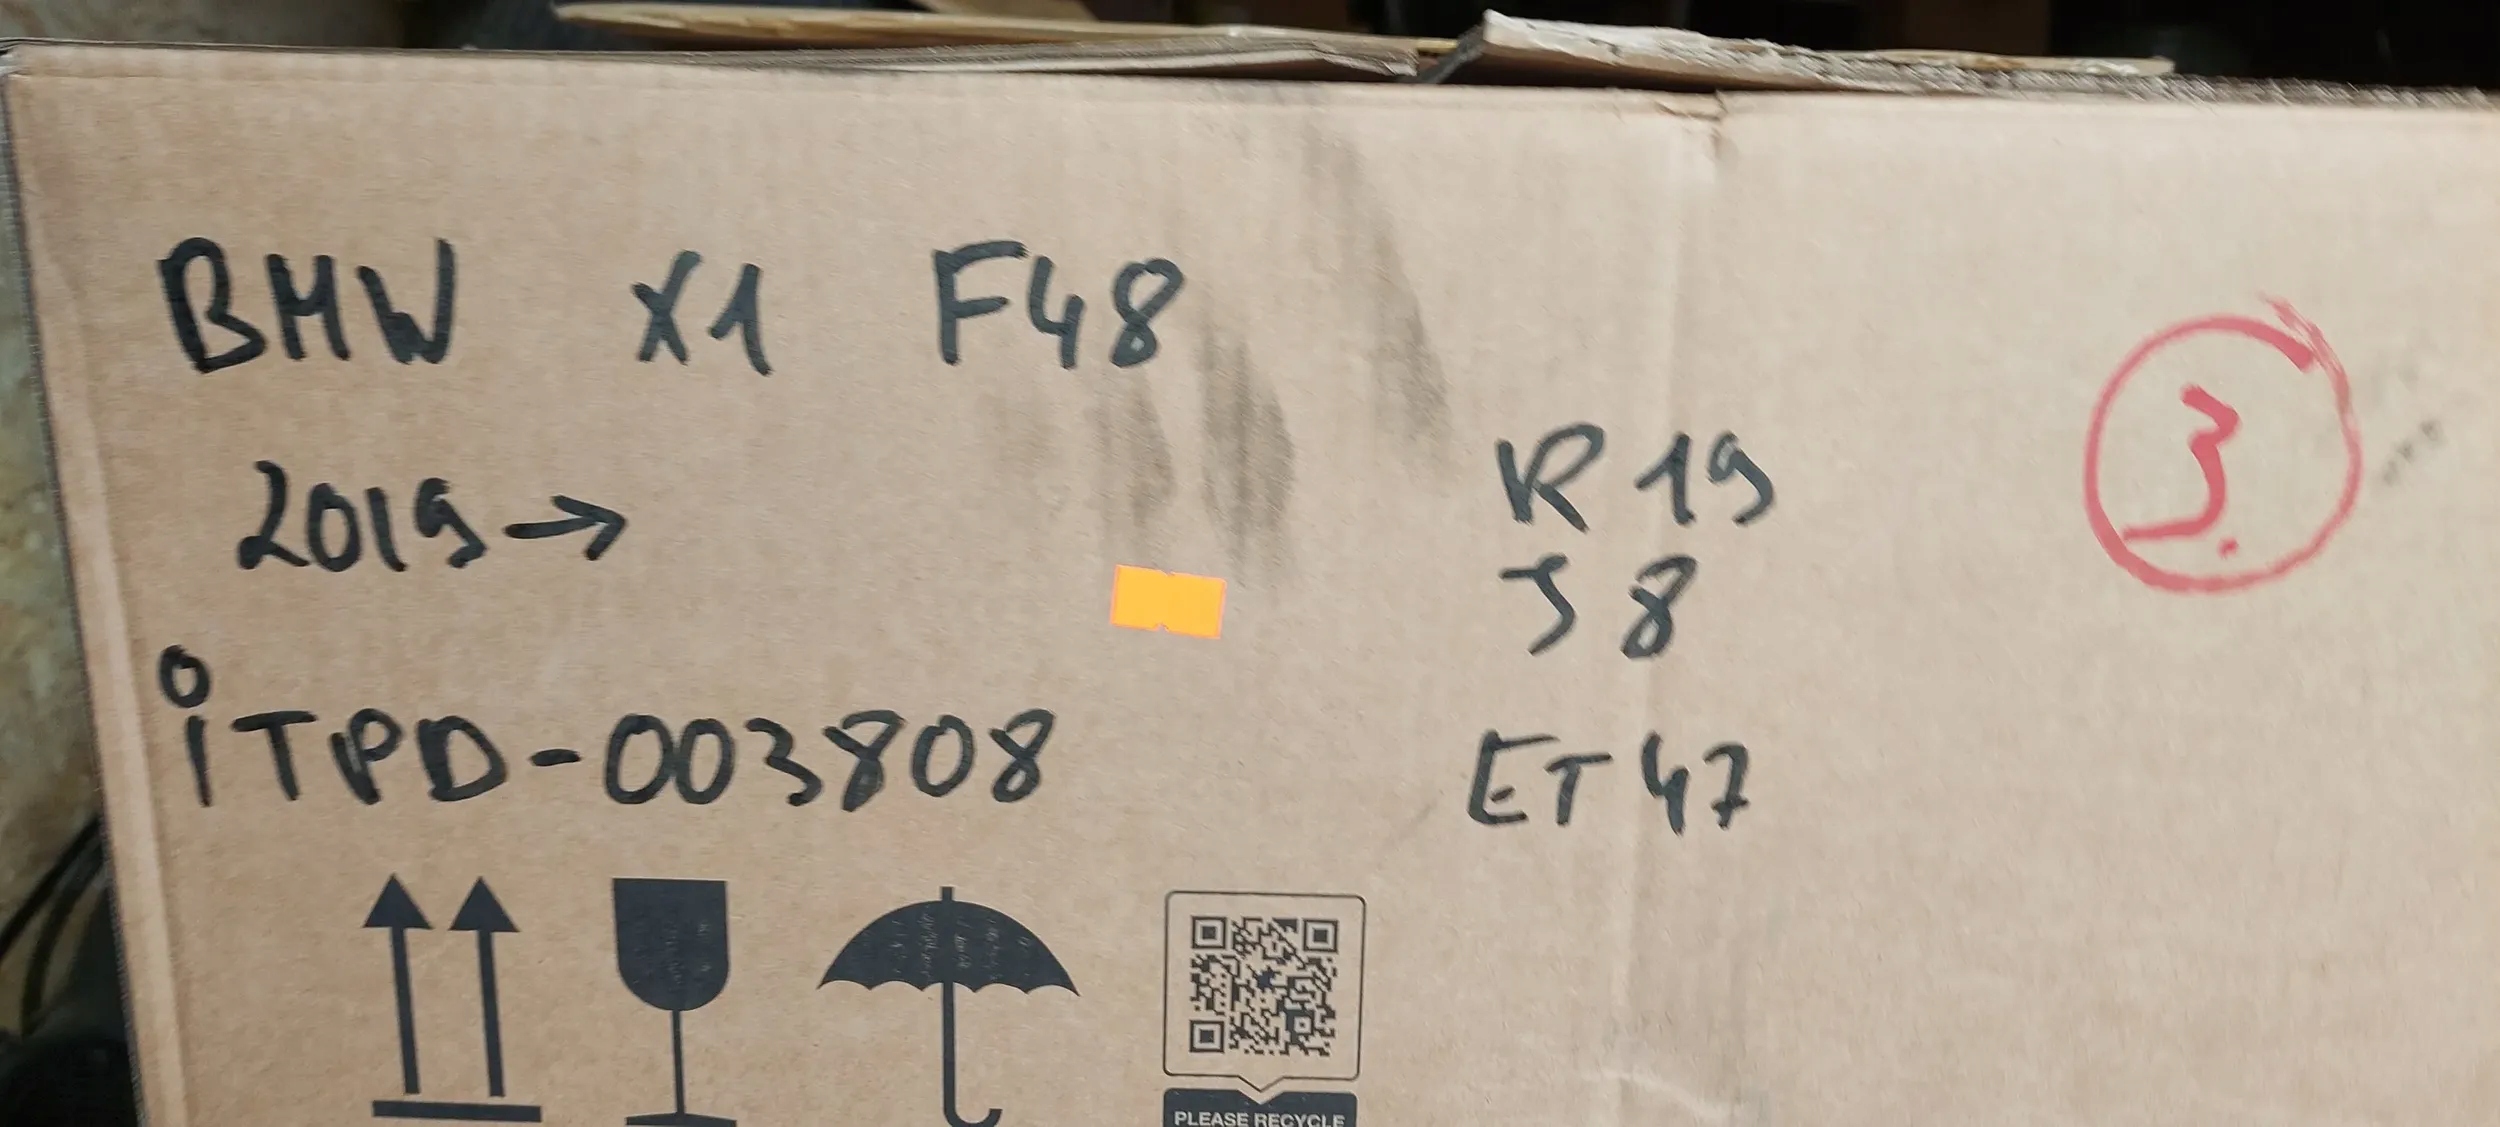 BMW X1 F48
2019→
R 19
J 8
ET 47
iTPD-003808
3.
PLEASE RECYCLE